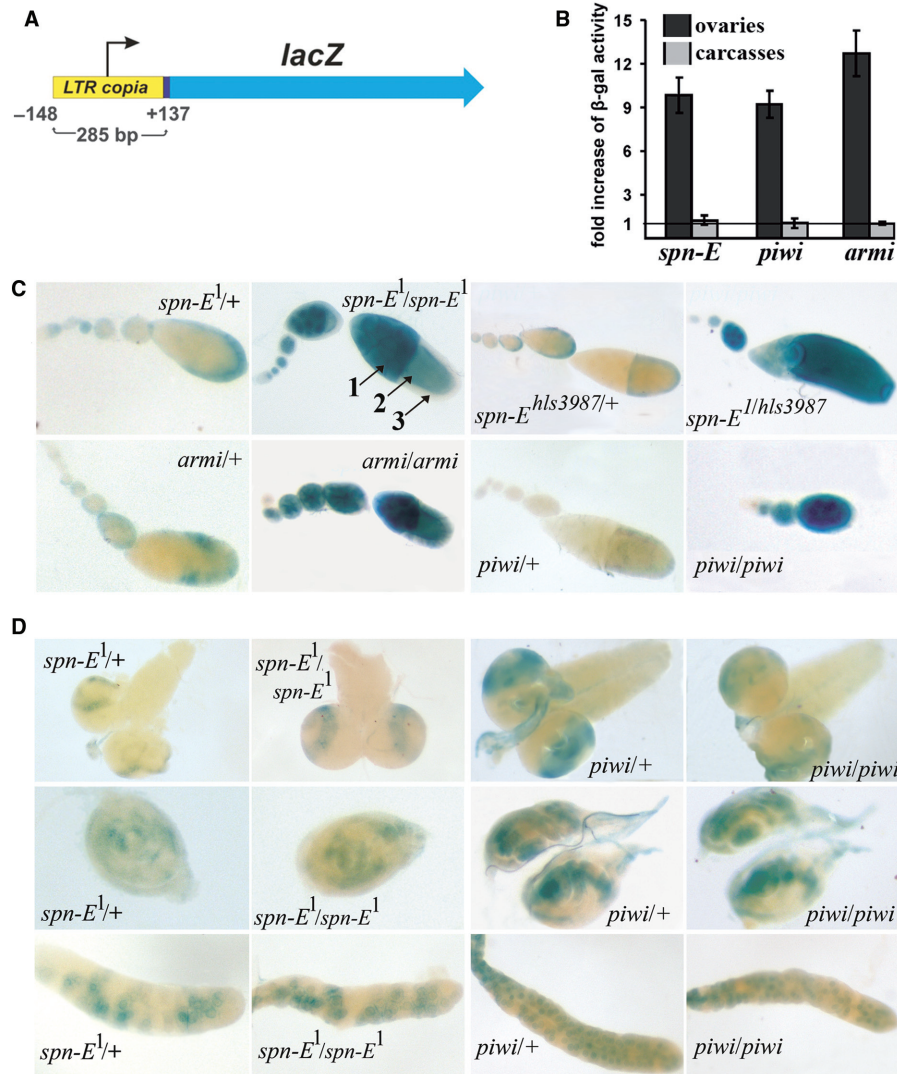 A
lacZ
LTR copia
–148
+137
285 bp
B
fold increase of β-gal activity
15
12
9
6
3
1
ovaries
carcasses
spn-E
piwi
armi
C
spn-E1/+
spn-E1/spn-E1
1
2
3
spn-Ehls3987/+
spn-E1/hls3987
armi/+
armi/armi
piwi/+
piwi/piwi
D
spn-E1/+
spn-E1/
spn-E1
piwi/+
piwi/piwi
spn-E1/+
spn-E1/spn-E1
piwi/+
piwi/piwi
spn-E1/+
spn-E1/spn-E1
piwi/+
piwi/piwi